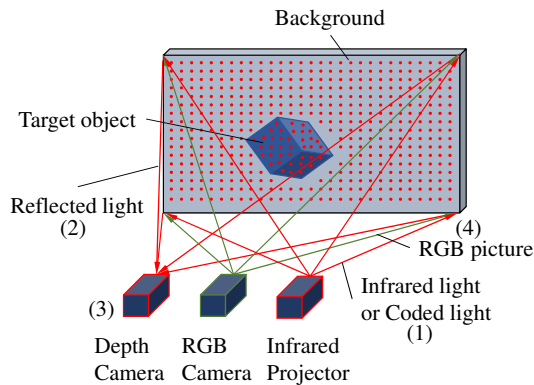 Background
Target object
Reflected light
(2)
(4)
RGB picture
Infrared light
or Coded light
(1)
(3)
Depth
Camera
RGB
Camera
Infrared
Projector